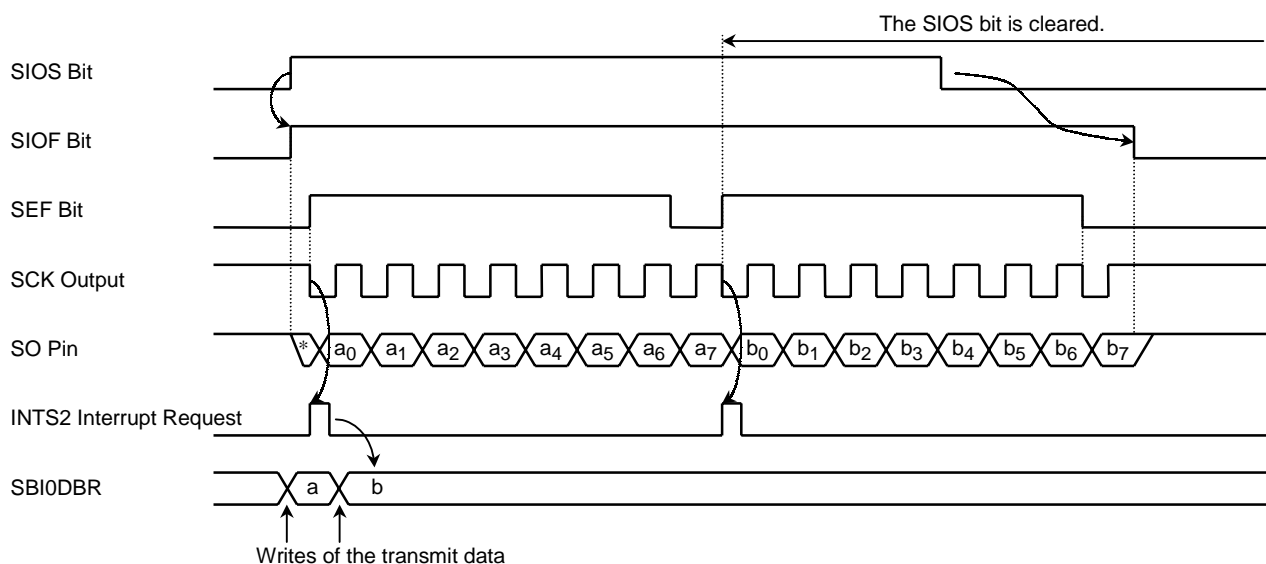 The SIOS bit is cleared.
SIOS Bit
SIOF Bit
SEF Bit
SCK Output
SO Pin
* a0 a1 a2 a3 a4 a5 a6 a7 b0 b1 b2 b3 b4 b5 b6 b7
INTS2 Interrupt Request
SBI0DBR
a b
Writes of the transmit data